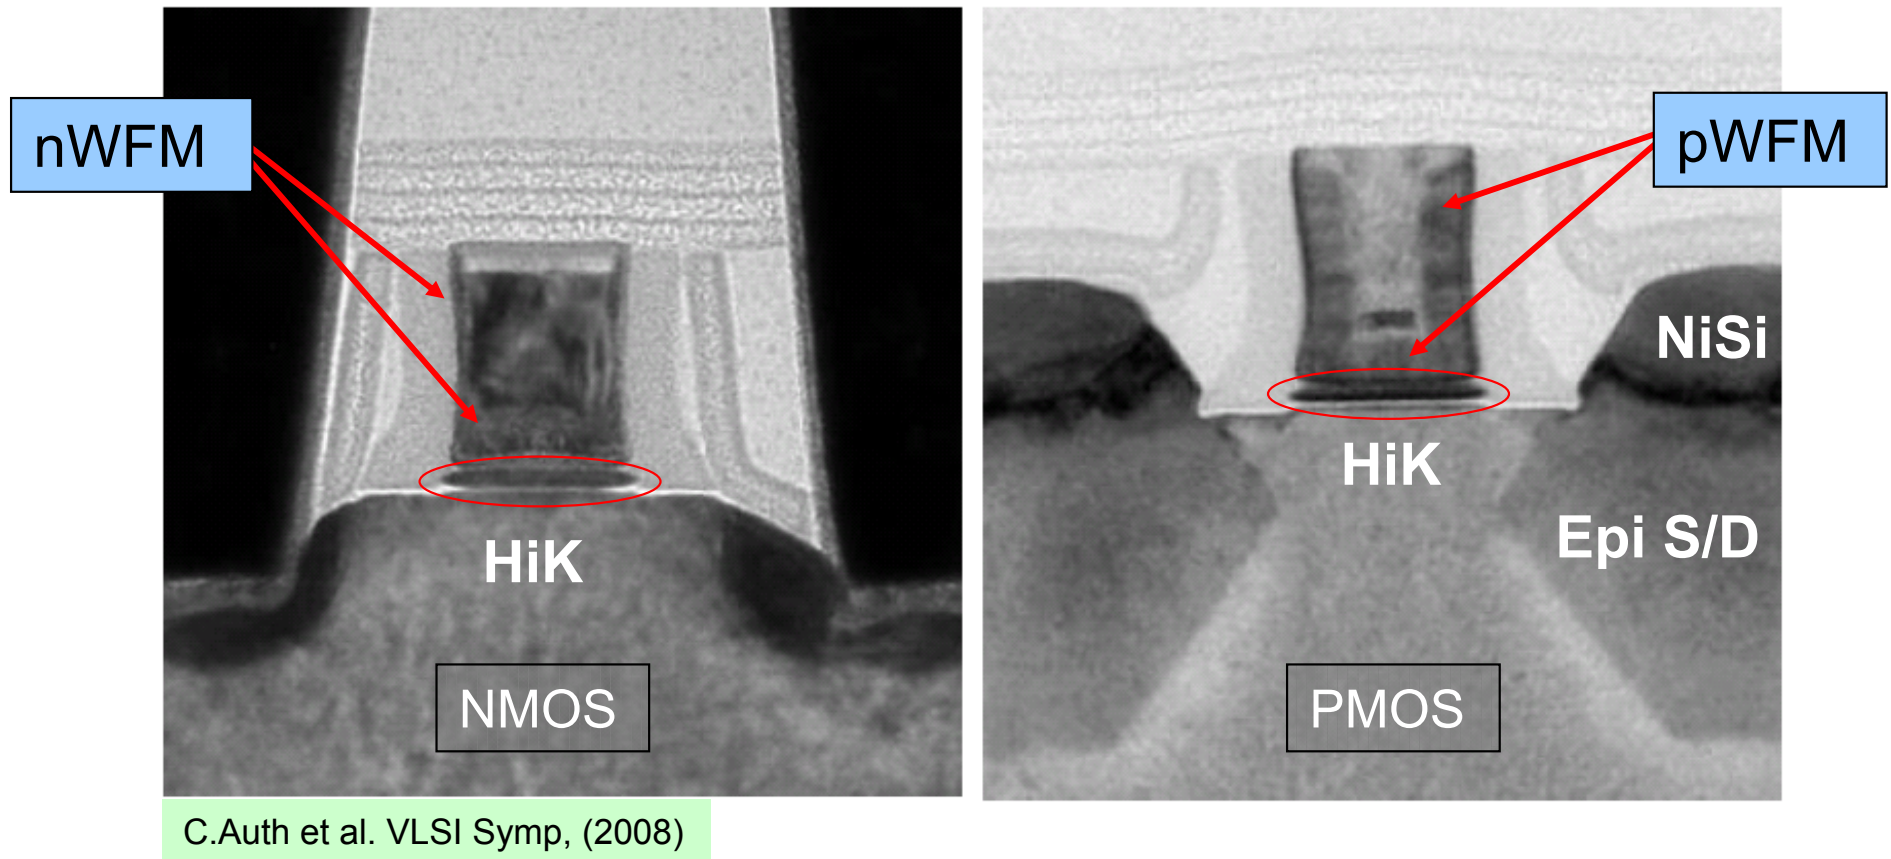 nWFM
pWFM
NiSi
HiK
Epi S/D
HiK
NMOS
PMOS
C.Auth et al. VLSI Symp, (2008)